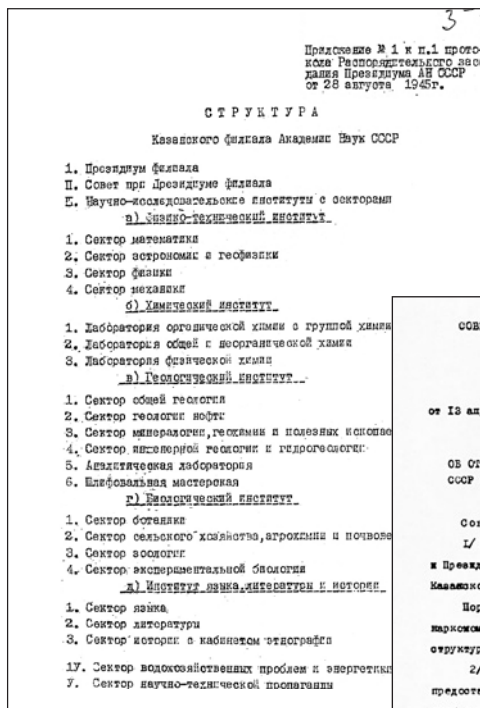 3
Приложение № 1 к п.1 прото-
кола Распорядительного засе
дания Президиума АН СССР
от 28 августа 1945г.
СТРУКТУРА
Казанского филиала Академии Наук СССР
1. Президиум филиала
П. Совет при Президиуме филиала
Ш. Научно-исследовательские институты с секторами
а) Физико-технический институт
1. Сектор математики
2. Сектор астрономии и геофизики
3. Сектор физики
4. Сектор механики
б) Химический институт
1. Лаборатория органической химии с группой химии
2. Лаборатория общей и неорганической химии
3. Лаборатория физической химии
в) Геологический институт
1. Сектор общей геологии
2. Сектор геологии нефти
3. Сектор минералогии,геохимии и полезных ископае
4. Сектор инженерной геологии и гидрогеологии
5. Аналитическая лаборатория
6. Шлифовальная мастерская
г) Биологический институт
1. Сектор ботаники
2. Сектор сельского хозяйства,агрохимии и почвове
3. Сектор зоологии
4. Сектор экспериментальной биологии
д) Институт языка,литературы и истории
1. Сектор языка
2. Сектор литературы
3. Сектор истории с кабинетом этнографии
1У. Сектор водохозяйственных проблем и энергетики
У. Сектор научно-технической пропаганды
СОВЕ
от 13 ап
ОБ ОТ
СССР
Сов
1/
и Презид
Казанско
Пор
наркомом
структур
2/
предоста